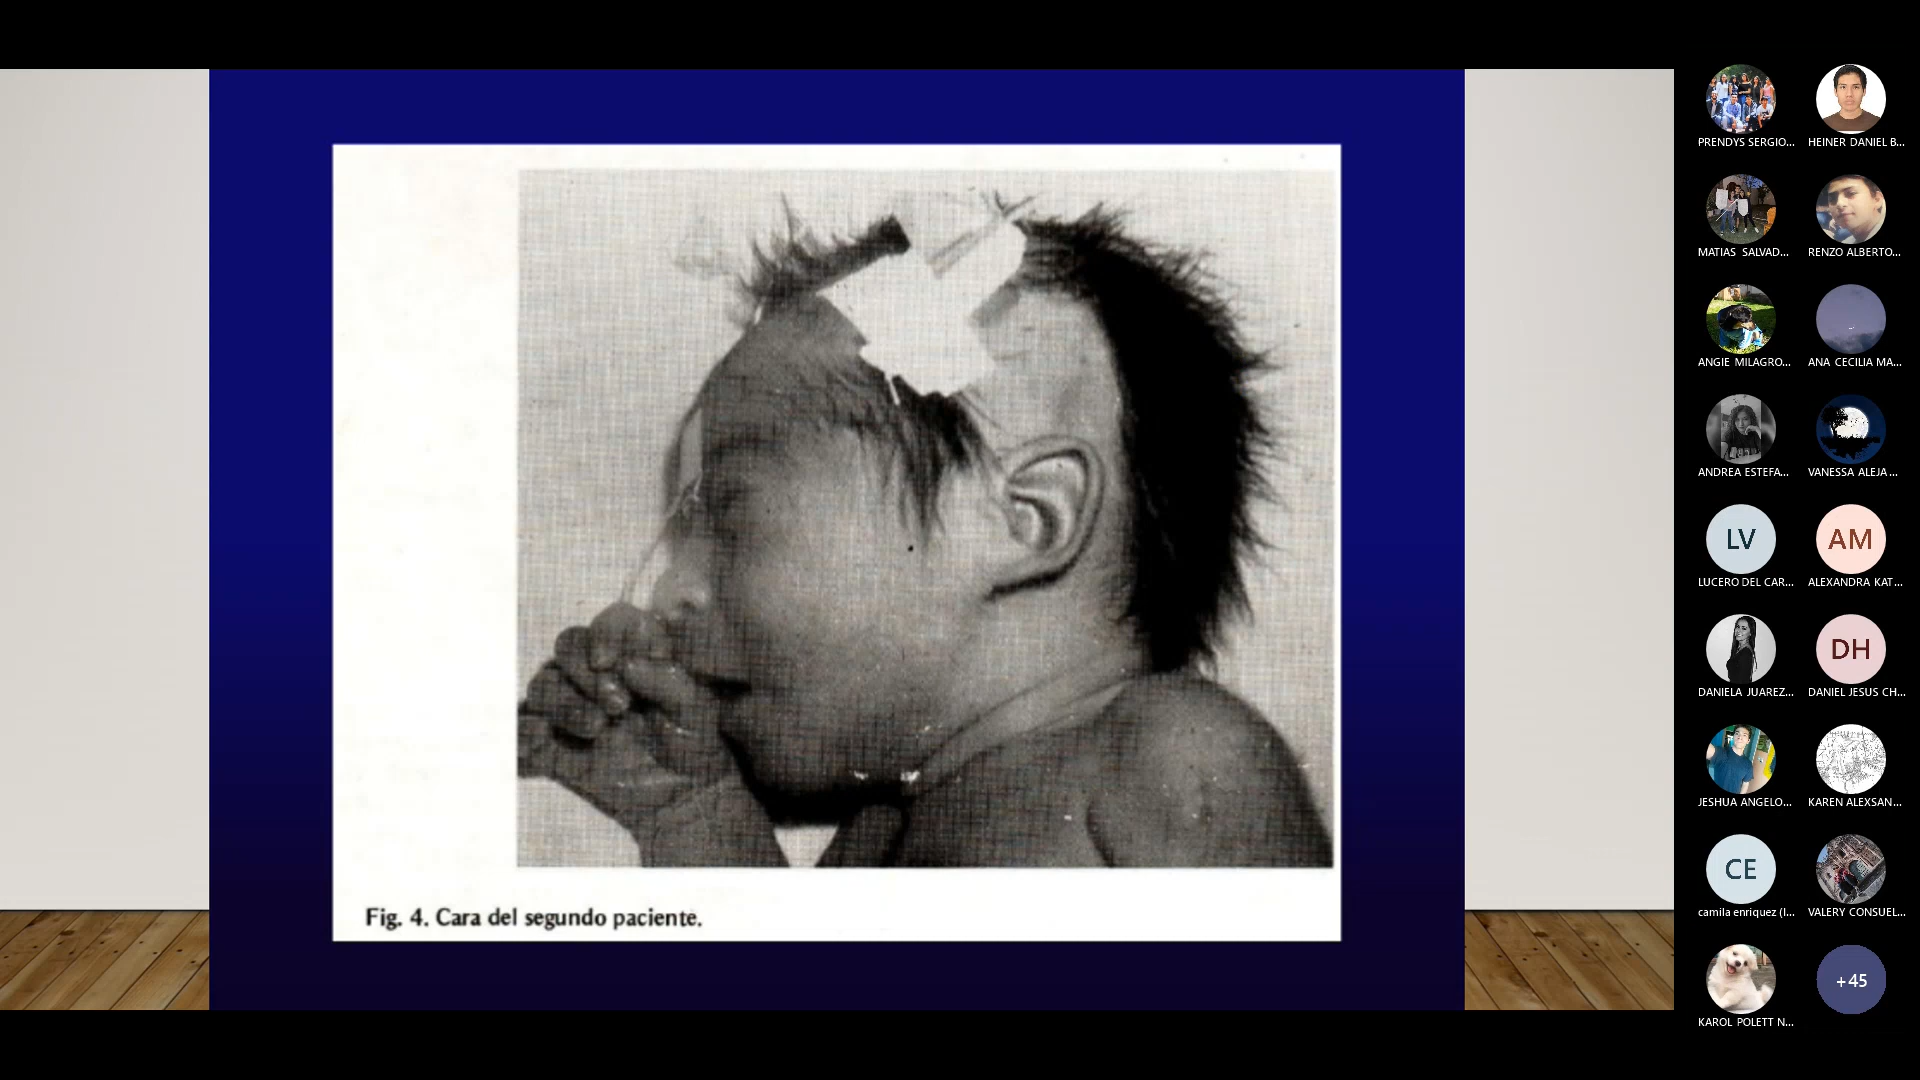 Fig. 4. Cara del segundo paciente.
PRENDYS SERGIO...
HEINER DANIEL B...
MATIAS SALVAD...
RENZO ALBERTO...
ANGIE MILAGRO...
ANA CECILIA MA...
ANDREA ESTEFA...
VANESSA ALEJA...
LV
AM
LUCERO DEL CAR...
ALEXANDRA KAT...
DH
DANIELA JUAREZ...
DANIEL JESUS CH...
JESHUA ANGELO...
KAREN ALEXSAN...
CE
camila enriquez (I...
VALERY CONSUEL...
+45
KAROL POLETT N...